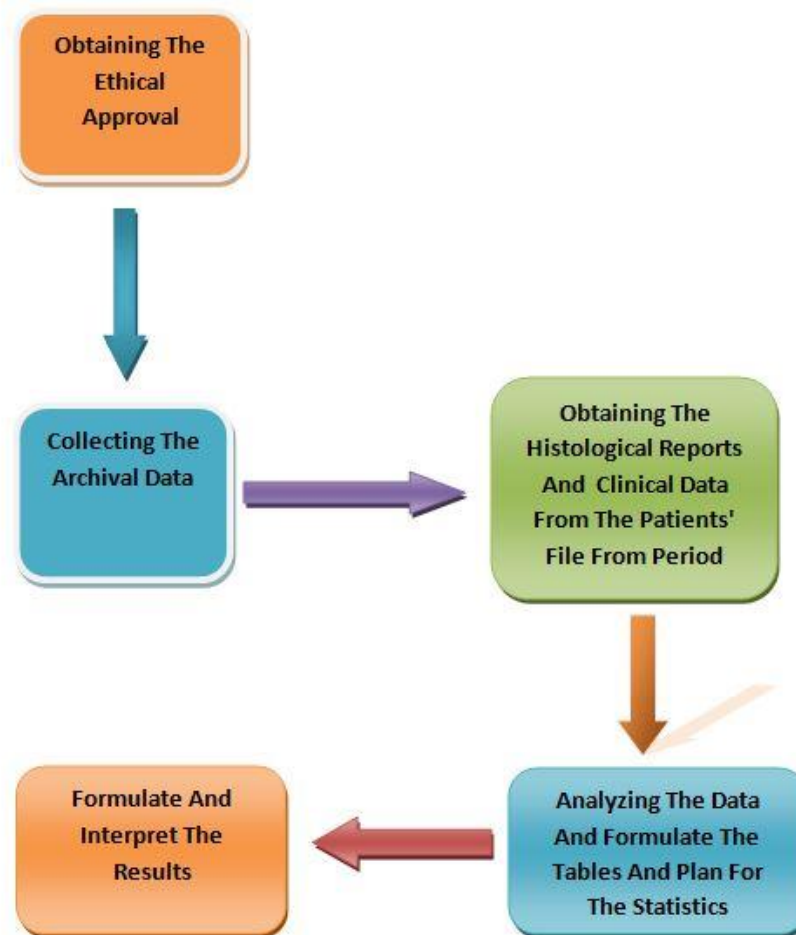 Obtaining The
Ethical
Approval
Collecting The
Archival Data
Obtaining The
Histological Reports
And Clinical Data
From The Patients'
File From Period
Analyzing The Data
And Formulate The
Tables And Plan For
The Statistics
Formulate And
Interpret The
Results